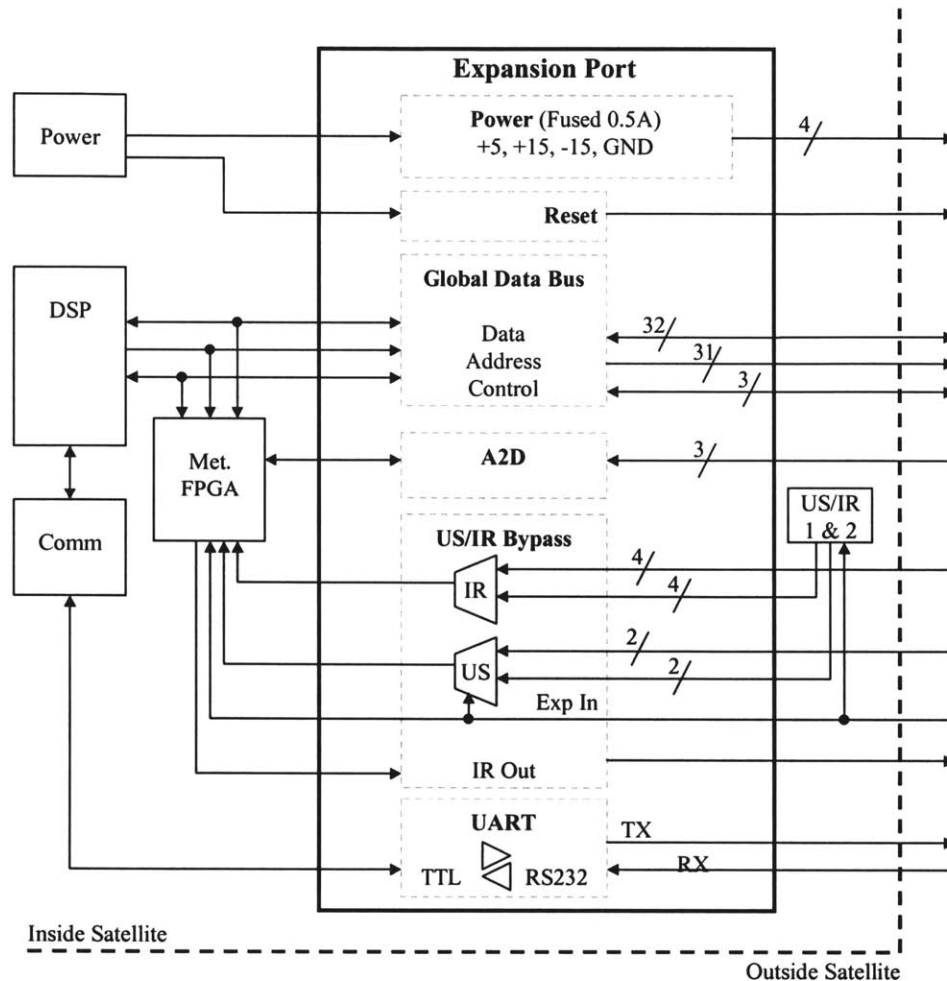 Expansion Port
Power
Power (Fused 0.5A)
+5, +15, -15, GND
4
Reset
DSP
Global Data Bus
Data
32
Address
31
Control
3
Met.
FPGA
A2D
3
Comm
US/IR
1 & 2
US/IR Bypass
IR
4
4
US
2
2
Exp In
IR Out
UART
TX
TTL
RS232
RX
Inside Satellite
Outside Satellite